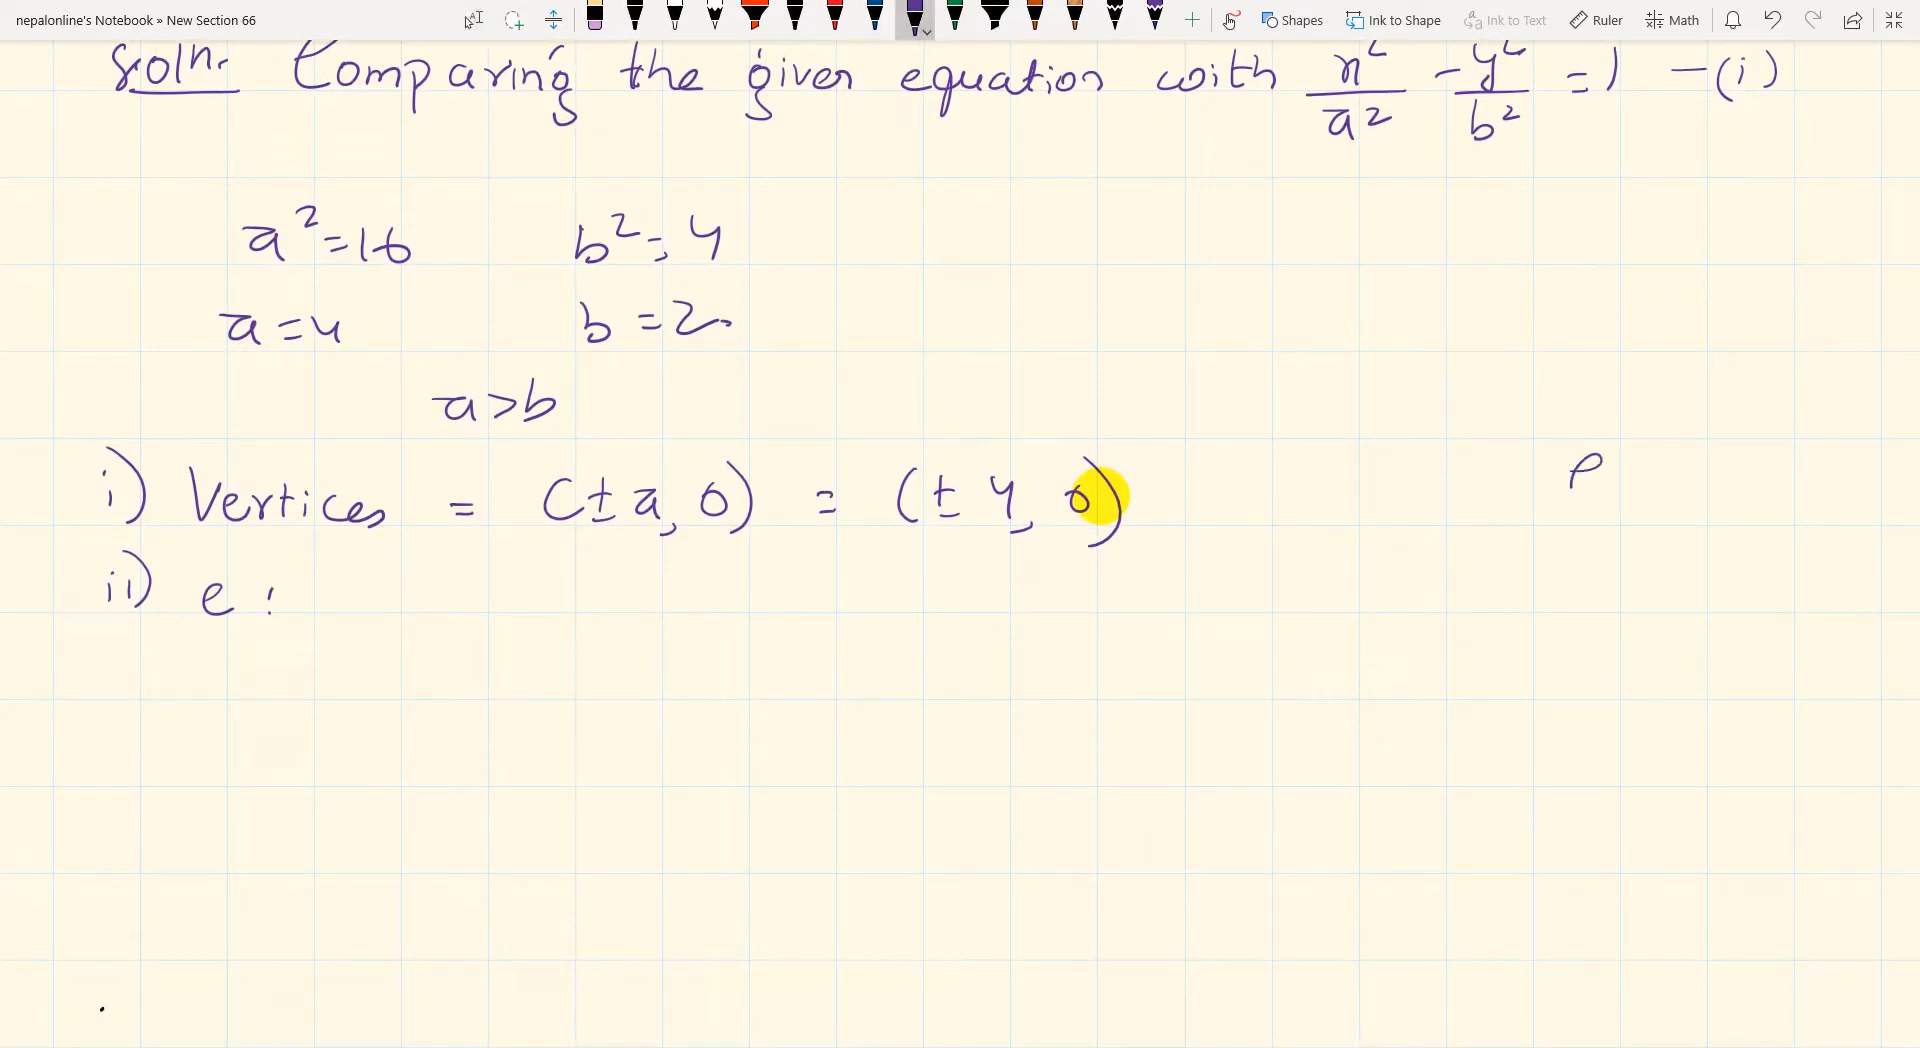 nepalonline's Notebook » New Section 66
Shapes Ink to Shape Ink to Text Ruler Math
Soln. Comparing the given equation with x²/a² - y²/b² = 1 - (i)
a² = 16 b² = 4
a = 4 b = 2
a > b
i) Vertices = (± a, 0) = (± 4, 0)
ii) e :